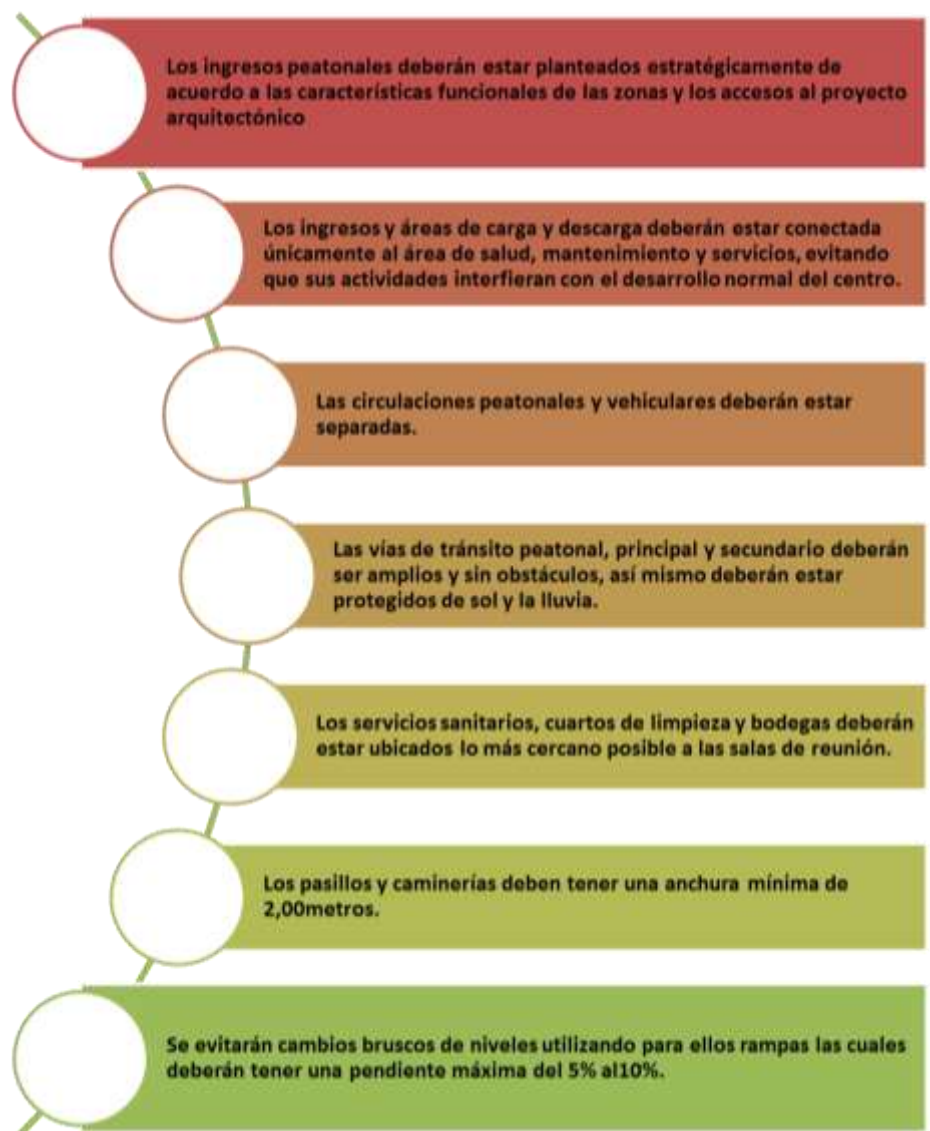 Los ingresos peatonales deberán estar planteados estratégicamente de
acuerdo a las características funcionales de las zonas y los accesos al proyecto
arquitectónico
Los ingresos y áreas de carga y descarga deberán estar conectada
únicamente al área de salud, mantenimiento y servicios, evitando
que sus actividades interfieran con el desarrollo normal del centro.
Las circulaciones peatonales y vehiculares deberán estar
separadas.
Las vías de tránsito peatonal, principal y secundario deberán
ser amplios y sin obstáculos, así mismo deberán estar
protegidos de sol y la lluvia.
Los servicios sanitarios, cuartos de limpieza y bodegas deberán
estar ubicados lo más cercano posible a las salas de reunión.
Los pasillos y caminerías deben tener una anchura mínima de
2,00metros.
Se evitarán cambios bruscos de niveles utilizando para ellos rampas las cuales
deberán tener una pendiente máxima del 5% al10%.